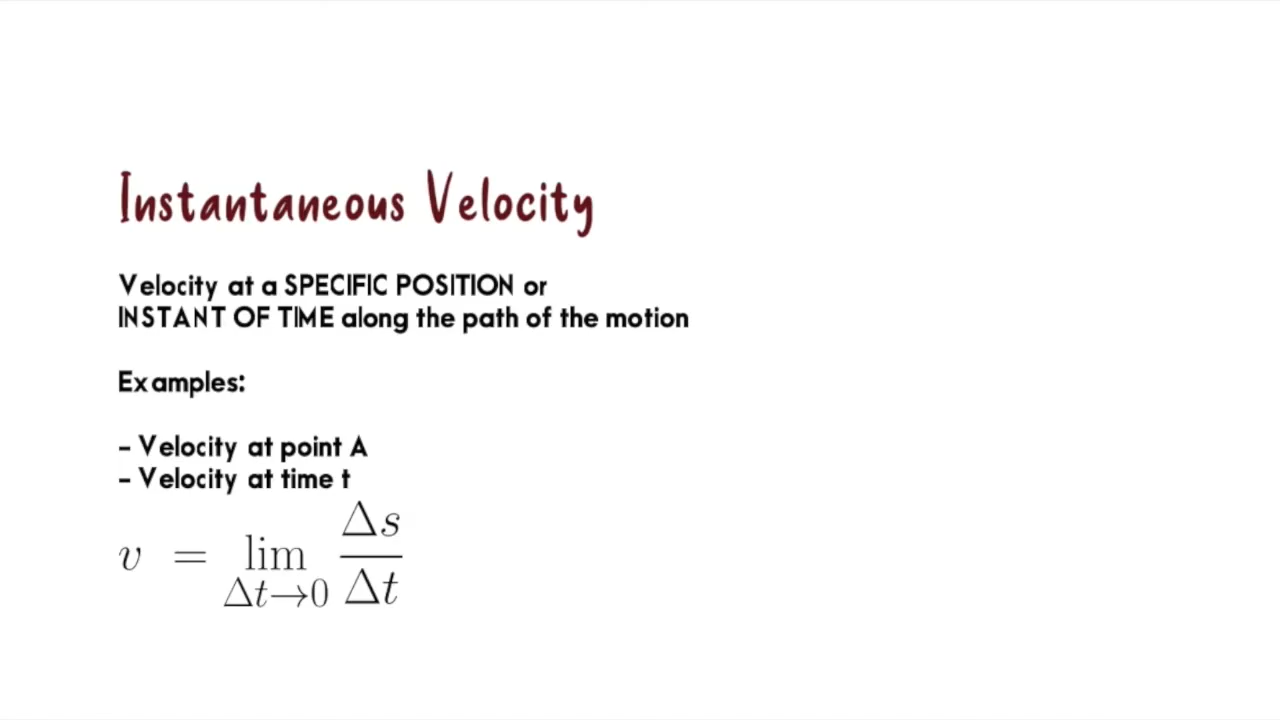 Instantaneous Velocity
Velocity at a SPECIFIC POSITION or
INSTANT OF TIME along the path of the motion
Examples:
- Velocity at point A
- Velocity at time t
v = lim Δt→0 Δs/Δt